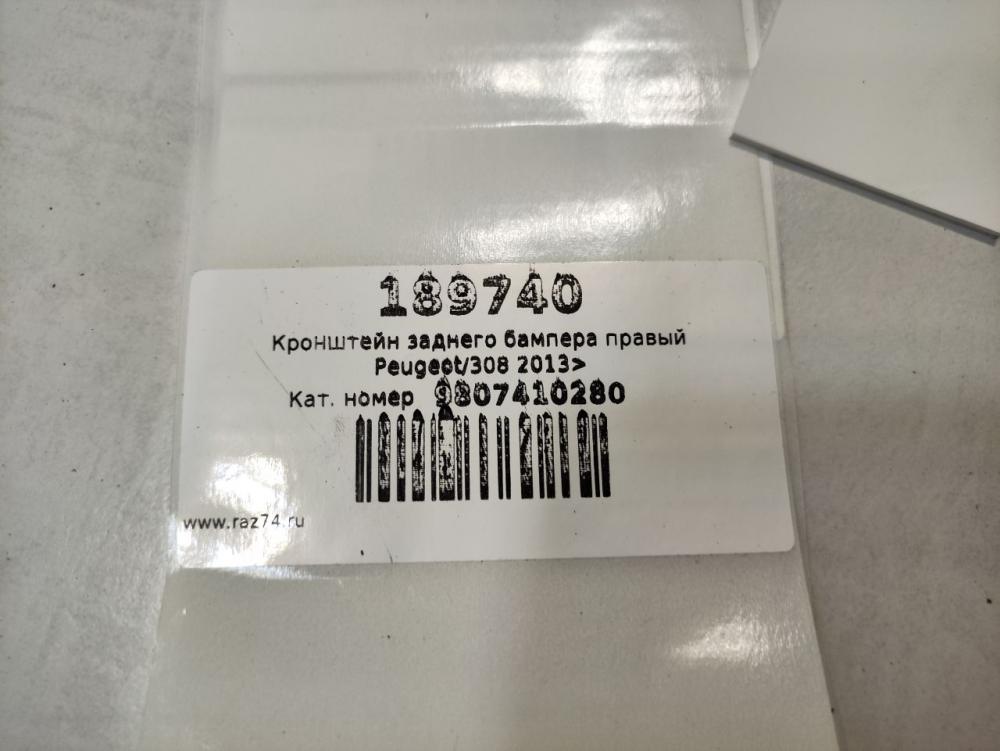 189740
Кронштейн заднего бампера правый
Peugeot/308 2013>
Кат. номер 9807410280
www.raz74.ru